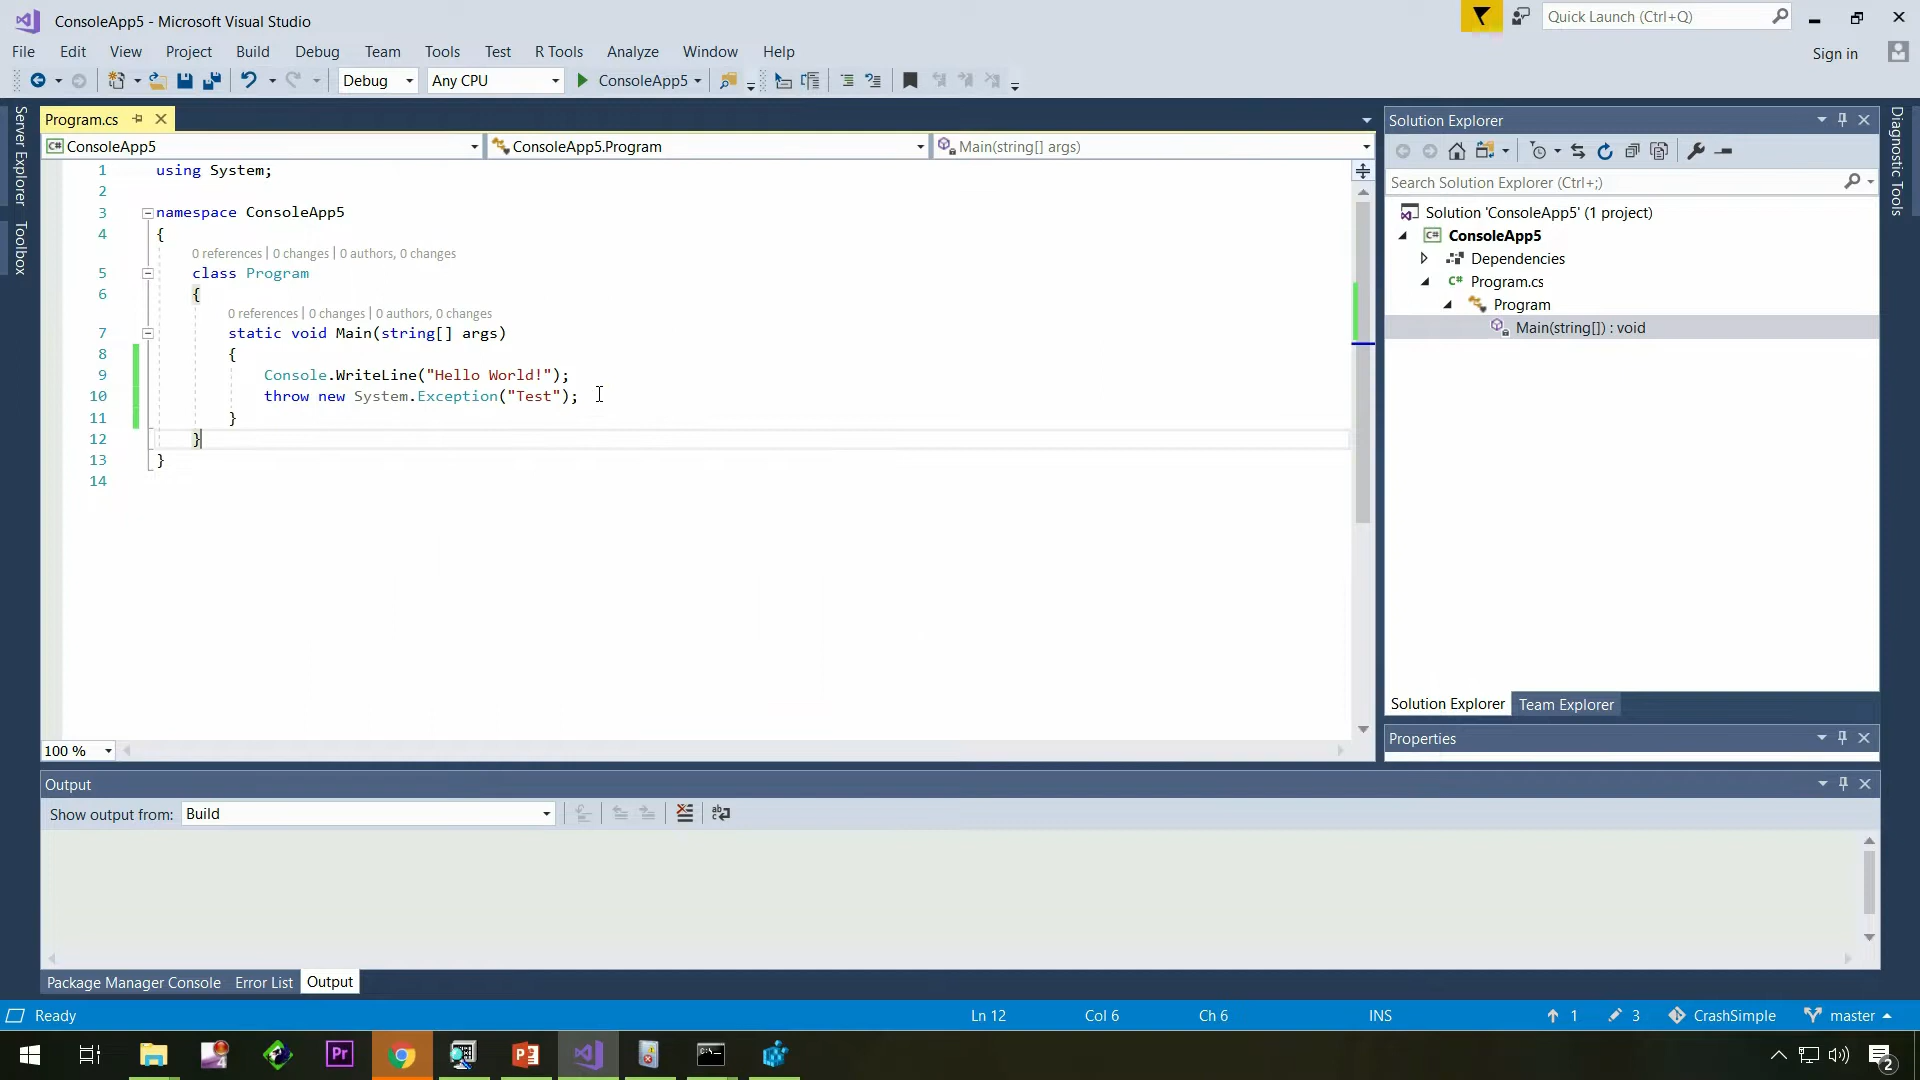 ConsoleApp5 - Microsoft Visual Studio
Quick Launch (Ctrl+Q)
File Edit View Project Build Debug Team Tools Test R Tools Analyze Window Help
Sign in
Debug Any CPU ConsoleApp5
Server Explorer
Toolbox
Program.cs
ConsoleApp5 ConsoleApp5.Program Main(string[] args)
1 using System;
2
3 namespace ConsoleApp5
4 {
0 references | 0 changes | 0 authors, 0 changes
5 class Program
6 {
0 references | 0 changes | 0 authors, 0 changes
7 static void Main(string[] args)
8 {
9 Console.WriteLine("Hello World!");
10 throw new System.Exception("Test");
11 }
12 }
13 }
14
100 %
Solution Explorer
Search Solution Explorer (Ctrl+;)
Solution 'ConsoleApp5' (1 project)
C# ConsoleApp5
Dependencies
C# Program.cs
Program
Main(string[]) : void
Solution Explorer Team Explorer
Properties
Diagnostic Tools
Output
Show output from: Build
Package Manager Console Error List Output
Ready Ln 12 Col 6 Ch 6 INS 1 3 CrashSimple master
4 Pr 2